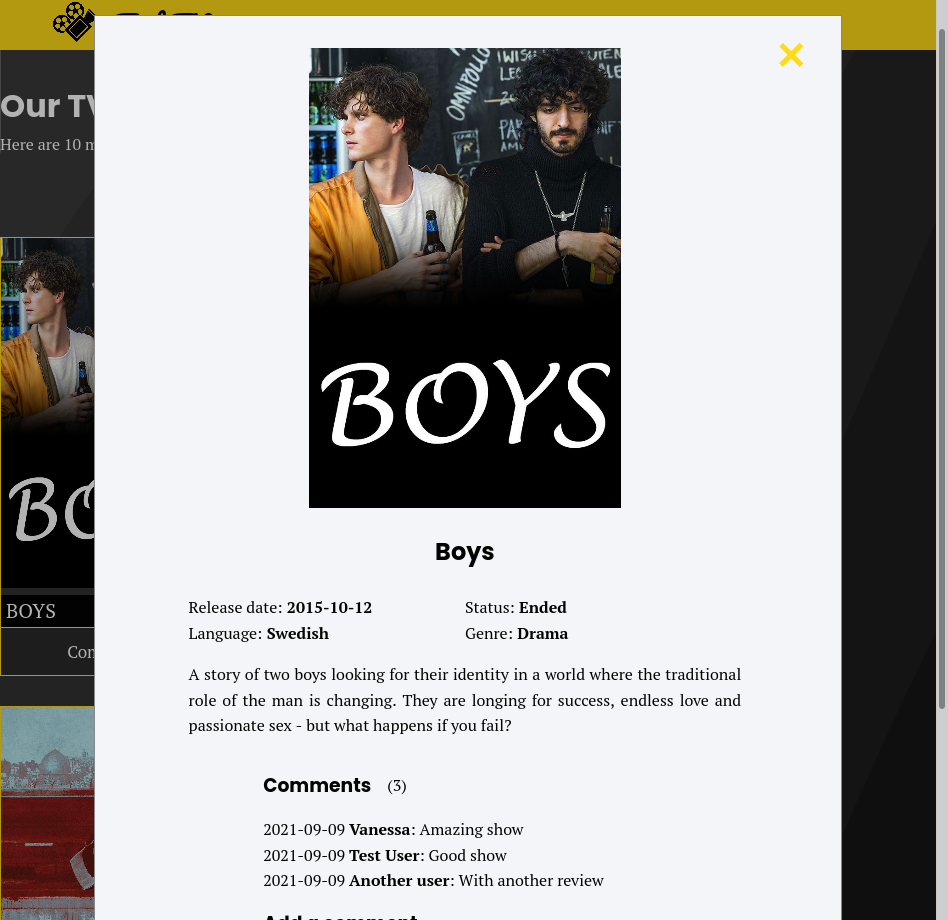 Our TV
Here are 10 m
OMNIPOLLO
BOYS
Boys
Release date: 2015-10-12
Status: Ended
Language: Swedish
Genre: Drama
A story of two boys looking for their identity in a world where the traditional
role of the man is changing. They are longing for success, endless love and
passionate sex - but what happens if you fail?
Comments (3)
2021-09-09 Vanessa: Amazing show
2021-09-09 Test User: Good show
2021-09-09 Another user: With another review
Add a comment
BO
BOYS
Com